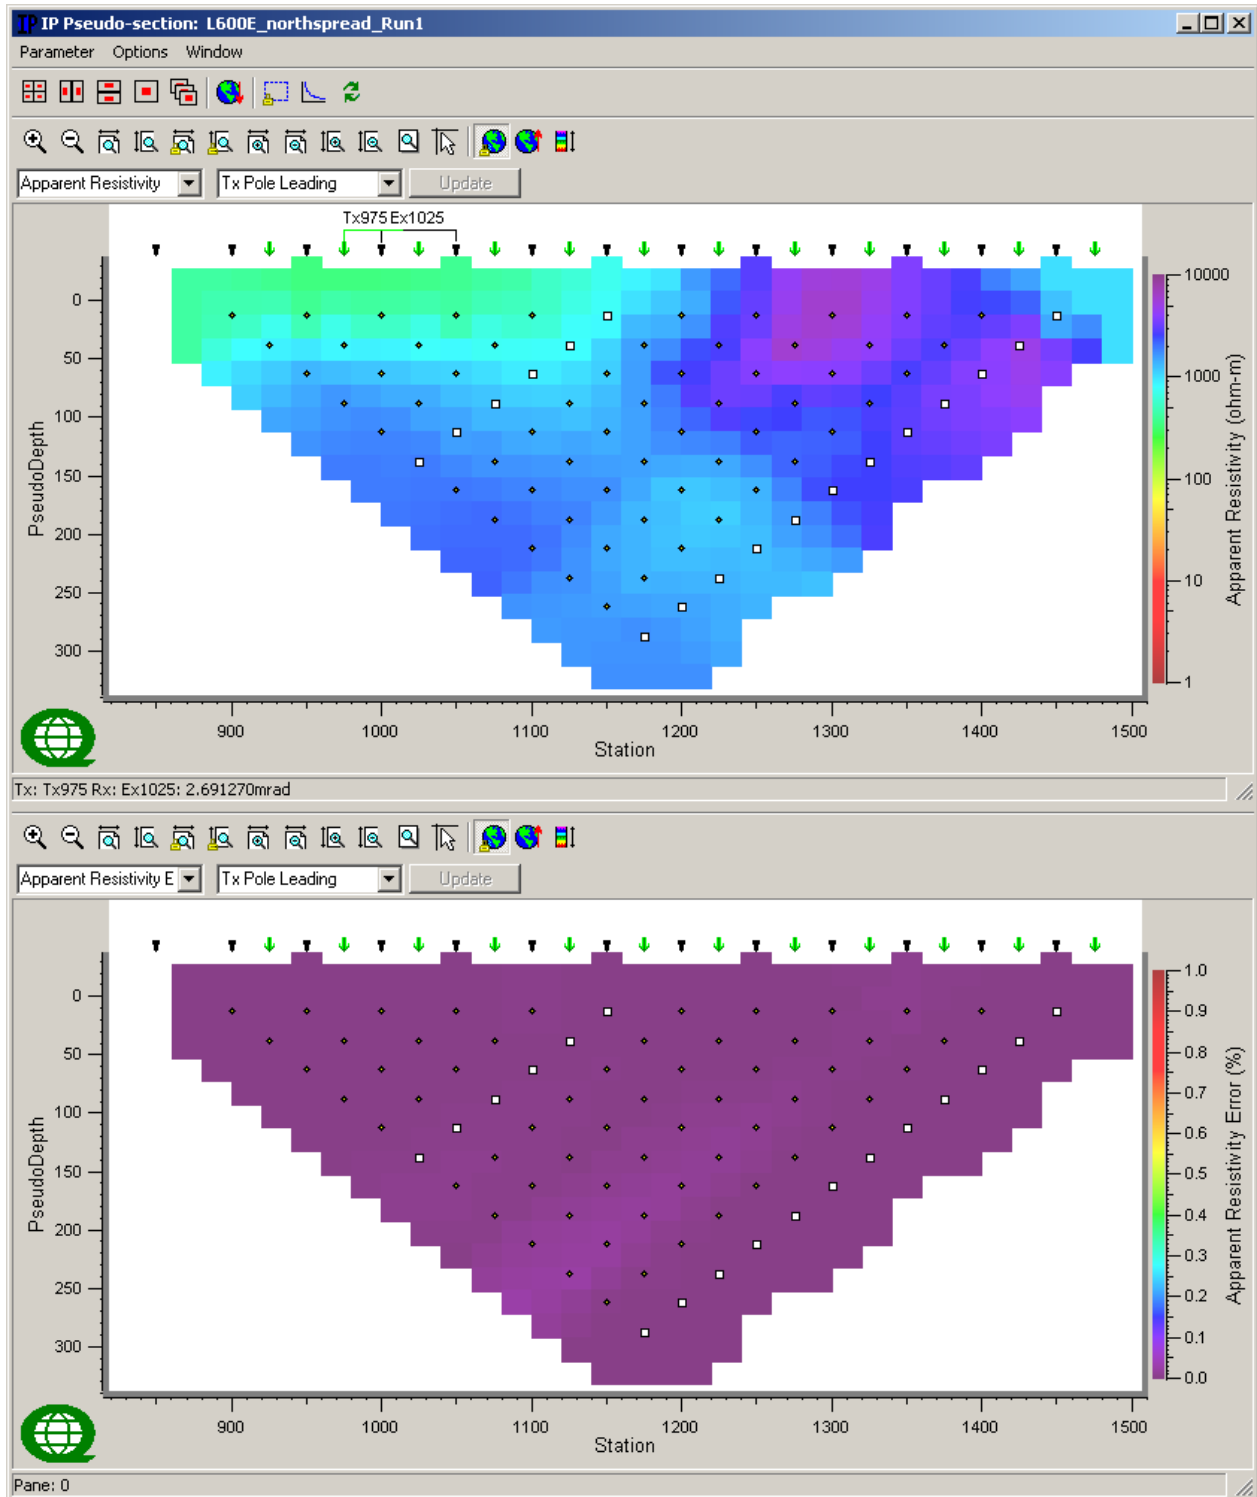 IP IP Pseudo-section: L600E_northspread_Run1
Parameter Options Window
Apparent Resistivity Tx Pole Leading Update
Tx975 Ex1025
0
50
100
150
200
250
300
PseudoDepth
900 1000 1100 1200 1300 1400 1500
Station
10000
1000
100
10
1
Apparent Resistivity (ohm-m)
Tx: Tx975 Rx: Ex1025: 2.691270mrad
Apparent Resistivity E Tx Pole Leading Update
0
50
100
150
200
250
300
PseudoDepth
900 1000 1100 1200 1300 1400 1500
Station
1.0
0.9
0.8
0.7
0.6
0.5
0.4
0.3
0.2
0.1
0.0
Apparent Resistivity Error (%)
Pane: 0